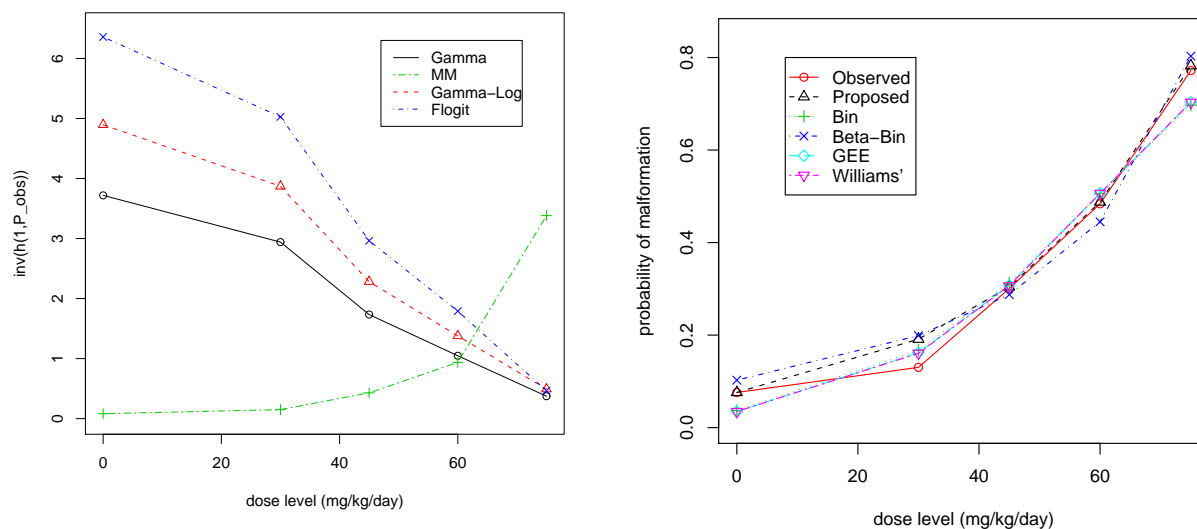 inv(h(1,P_obs))
6
5
4
3
2
1
0
Gamma
MM
Gamma−Log
Flogit
0 20 40 60
dose level (mg/kg/day)
probability of malformation
0.8
0.6
0.4
0.2
0.0
Observed
Proposed
Bin
Beta−Bin
GEE
Williams'
0 20 40 60
dose level (mg/kg/day)